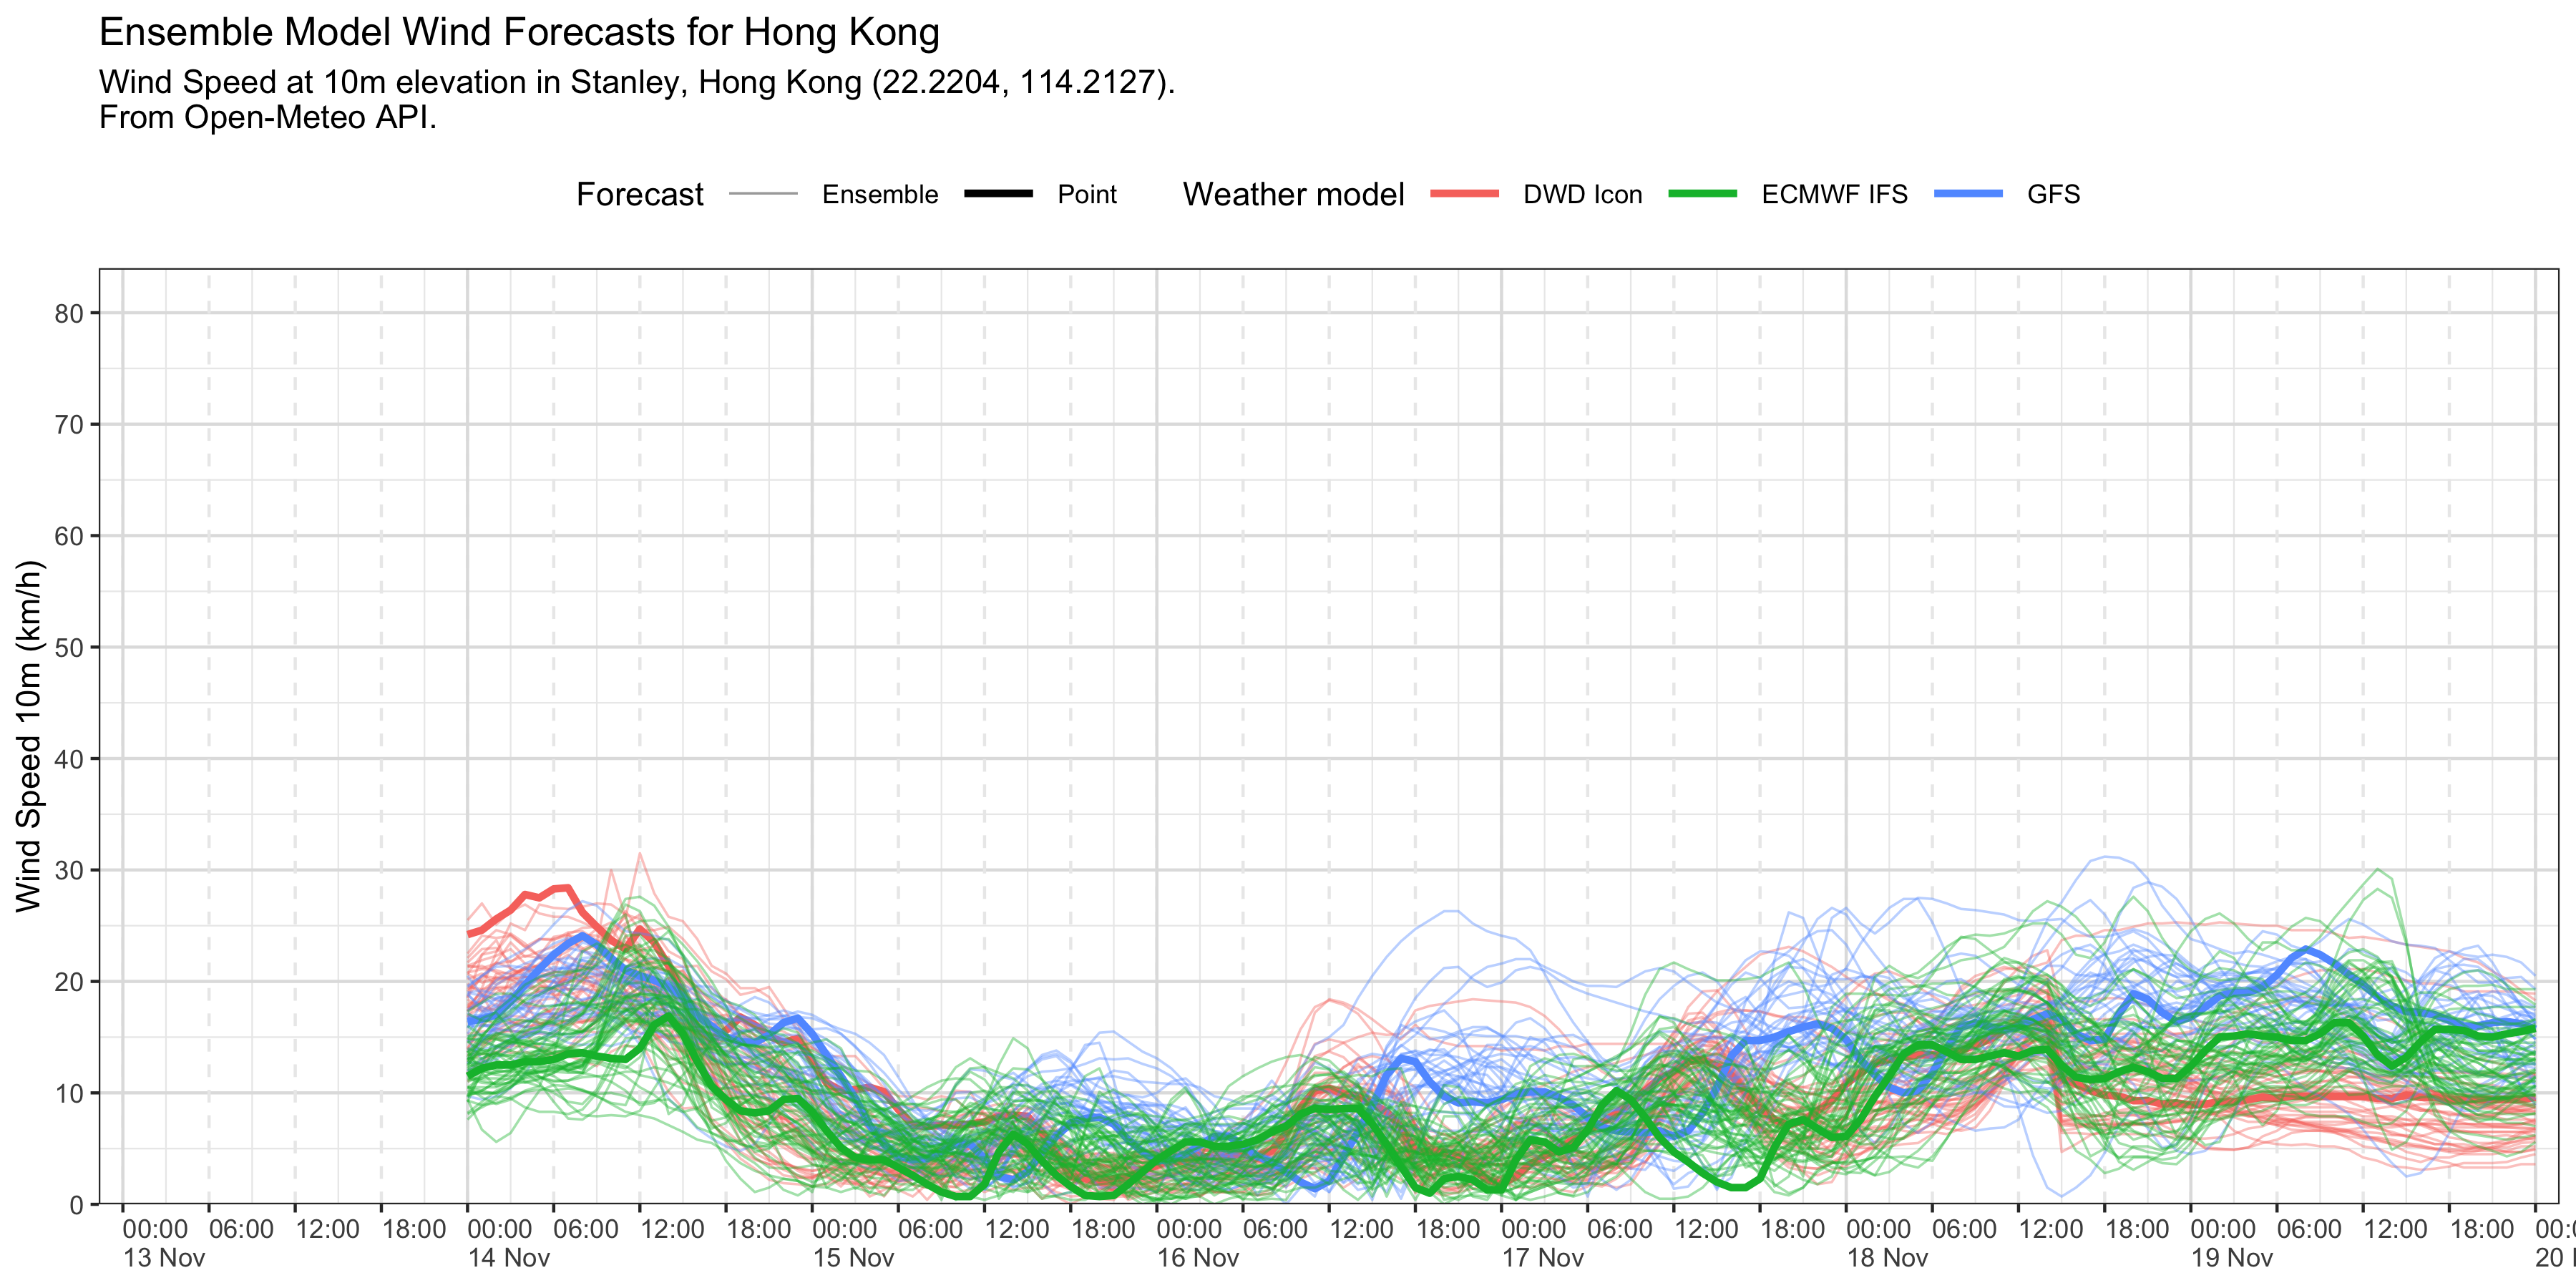 Ensemble Model Wind Forecasts for Hong Kong
Wind Speed at 10m elevation in Stanley, Hong Kong (22.2204, 114.2127).
From Open-Meteo API.
Forecast Ensemble Point Weather model DWD Icon ECMWF IFS GFS
Wind Speed 10m (km/h)
80
70
60
50
40
30
20
10
0
00:00 06:00 12:00 18:00 00:00 06:00 12:00 18:00 00:00 06:00 12:00 18:00 00:00 06:00 12:00 18:00 00:00 06:00 12:00 18:00 00:00 06:00 12:00 18:00 00:00 06:00 12:00 18:00
13 Nov 14 Nov 15 Nov 16 Nov 17 Nov 18 Nov 19 Nov 20